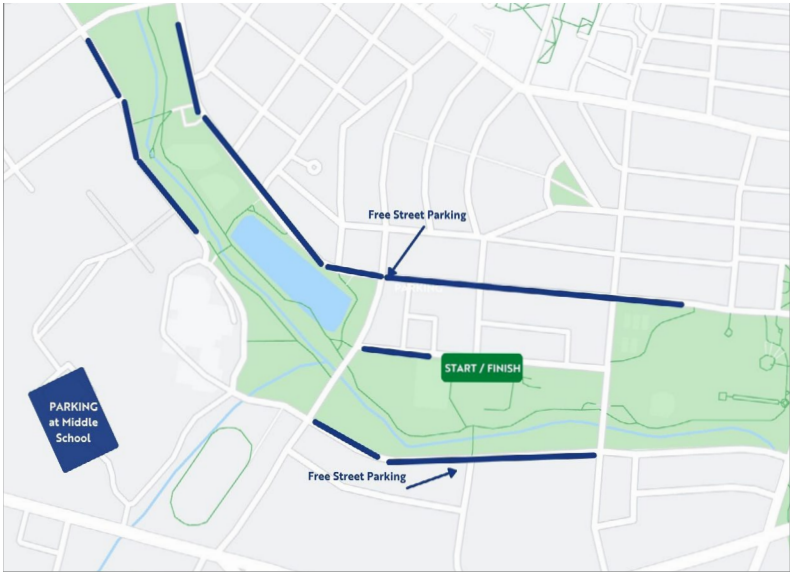 Free Street Parking
START / FINISH
PARKING
at Middle
School
Free Street Parking